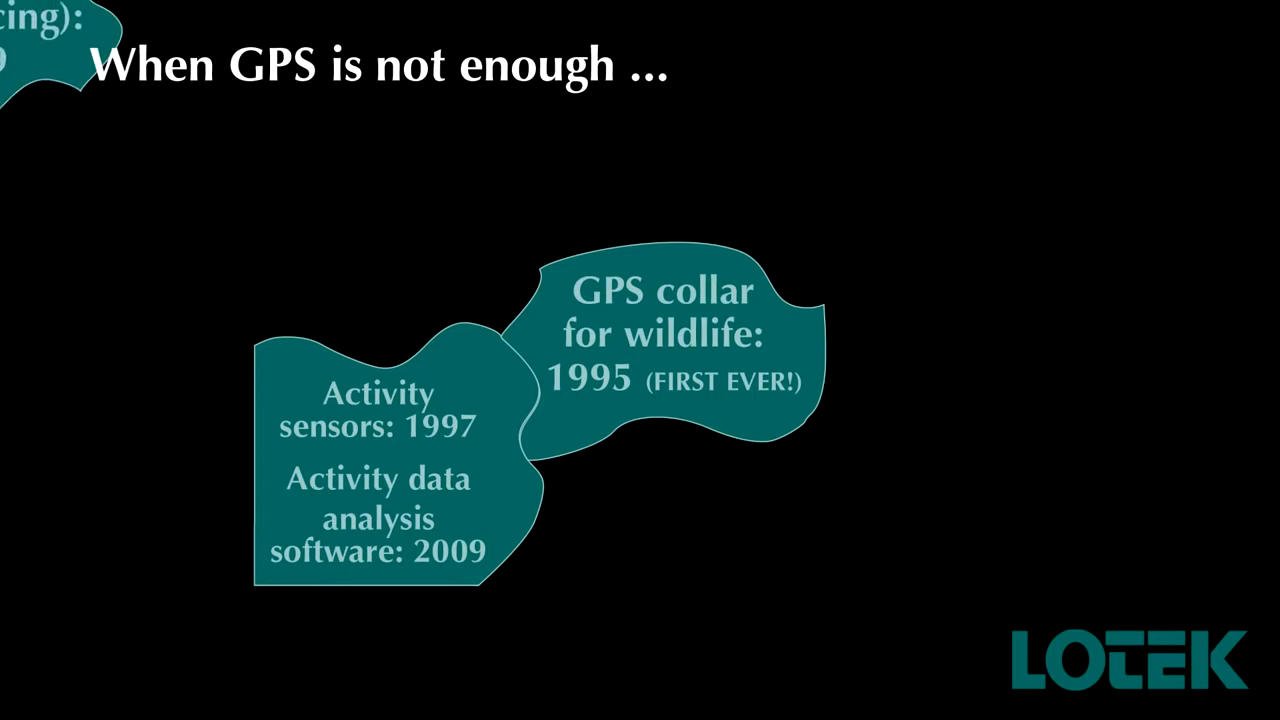 cing):
When GPS is not enough ...
GPS collar
for wildlife:
1995 (FIRST EVER!)
Activity
sensors: 1997
Activity data
analysis
software: 2009
LOTEK